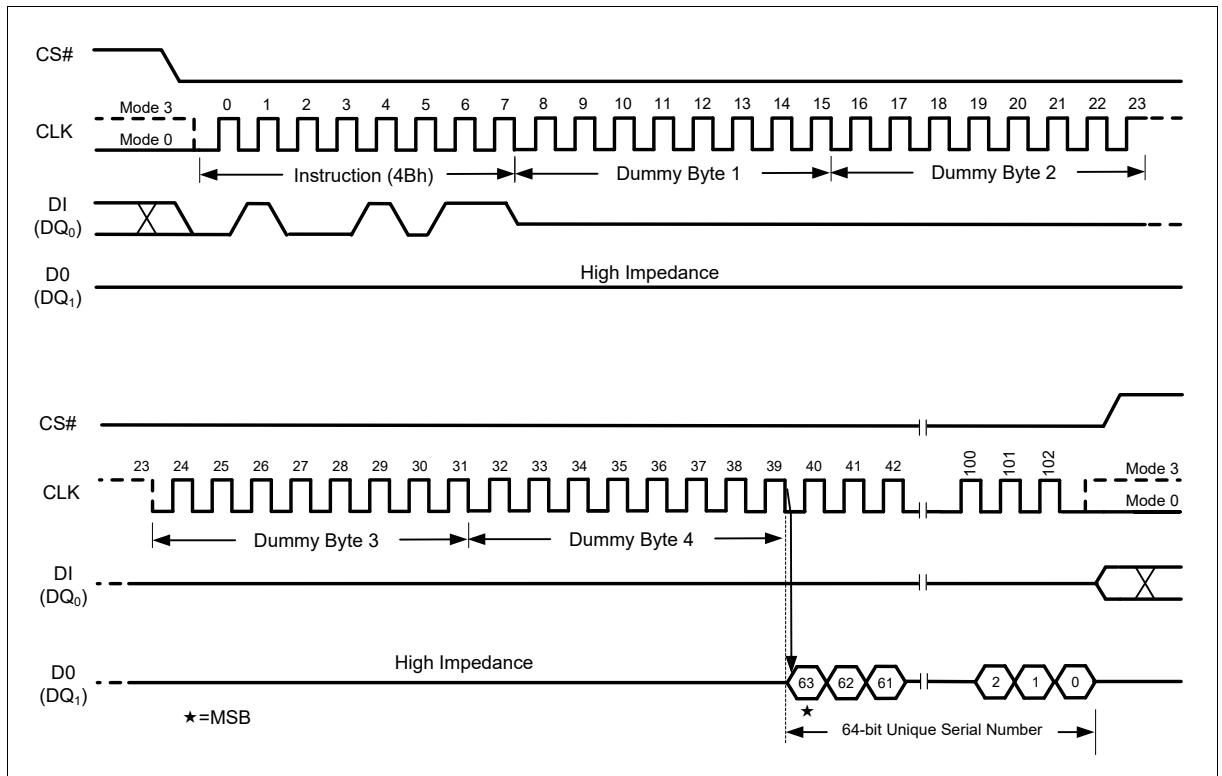 CS#
Mode 3 0 1 2 3 4 5 6 7 8 9 10 11 12 13 14 15 16 17 18 19 20 21 22 23
CLK
Mode 0
Instruction (4Bh) Dummy Byte 1 Dummy Byte 2
DI
(DQ0)
D0
(DQ1)
High Impedance
CS#
23 24 25 26 27 28 29 30 31 32 33 34 35 36 37 38 39 40 41 42 100 101 102 Mode 3
CLK
Mode 0
Dummy Byte 3 Dummy Byte 4
DI
(DQ0)
High Impedance
D0
(DQ1)
63 62 61 2 1 0
★=MSB
★
64-bit Unique Serial Number